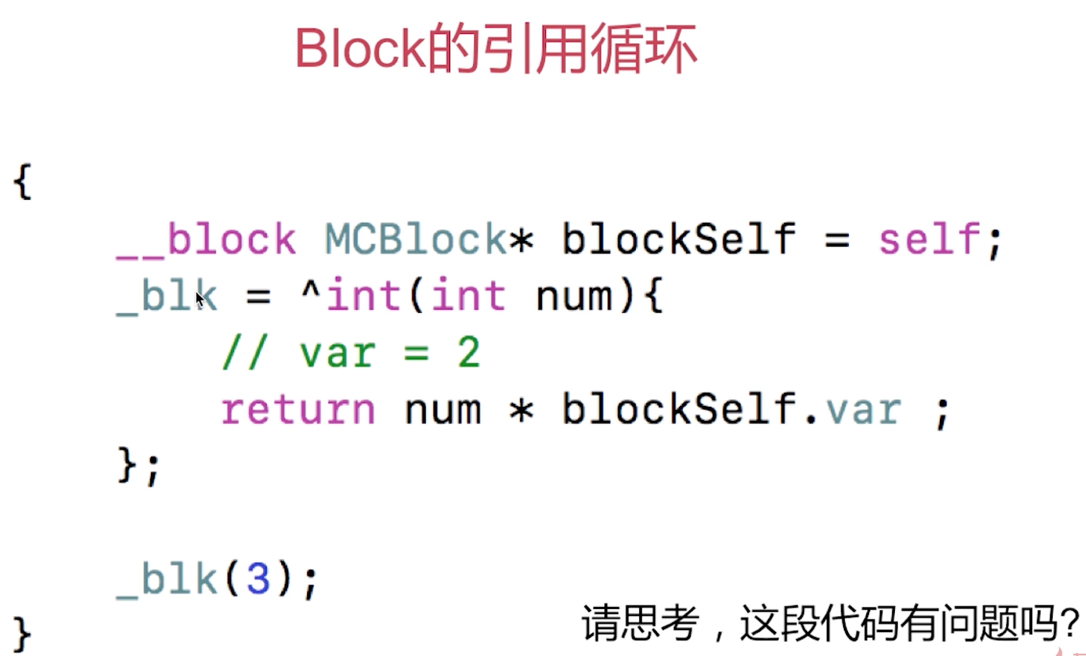 Block的引用循环
{
__block MCBlock* blockSelf = self;
_blk = ^int(int num){
// var = 2
return num * blockSelf.var ;
};
_blk(3);
}
请思考，这段代码有问题吗?